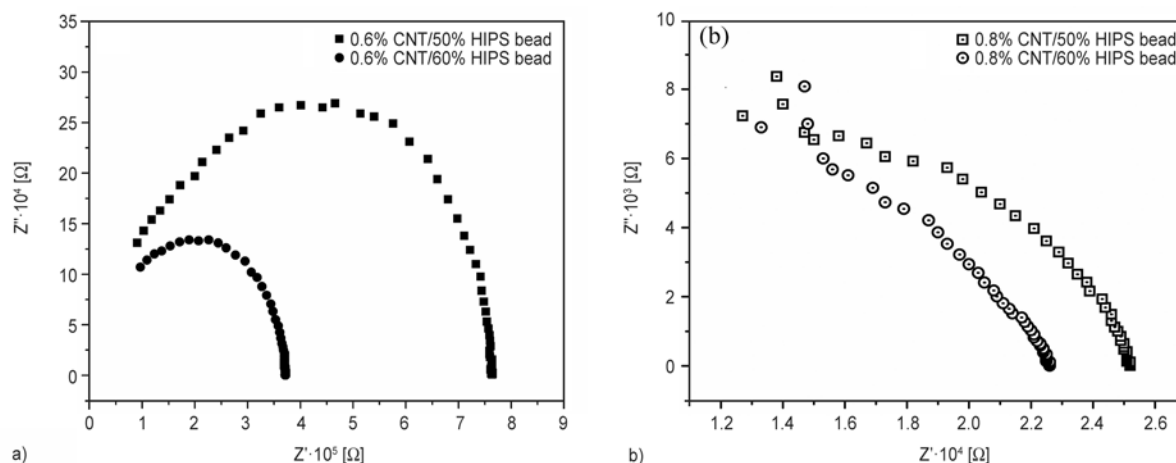 35
30
25
20
15
10
5
0
Z''·10⁴ [Ω]
0.6% CNT/50% HIPS bead
0.6% CNT/60% HIPS bead
0 1 2 3 4 5 6 7 8 9
Z'·10⁵ [Ω]
a)
10
8
6
4
2
0
Z''·10³ [Ω]
(b)
0.8% CNT/50% HIPS bead
0.8% CNT/60% HIPS bead
1.2 1.4 1.6 1.8 2.0 2.2 2.4 2.6
Z'·10⁴ [Ω]
b)